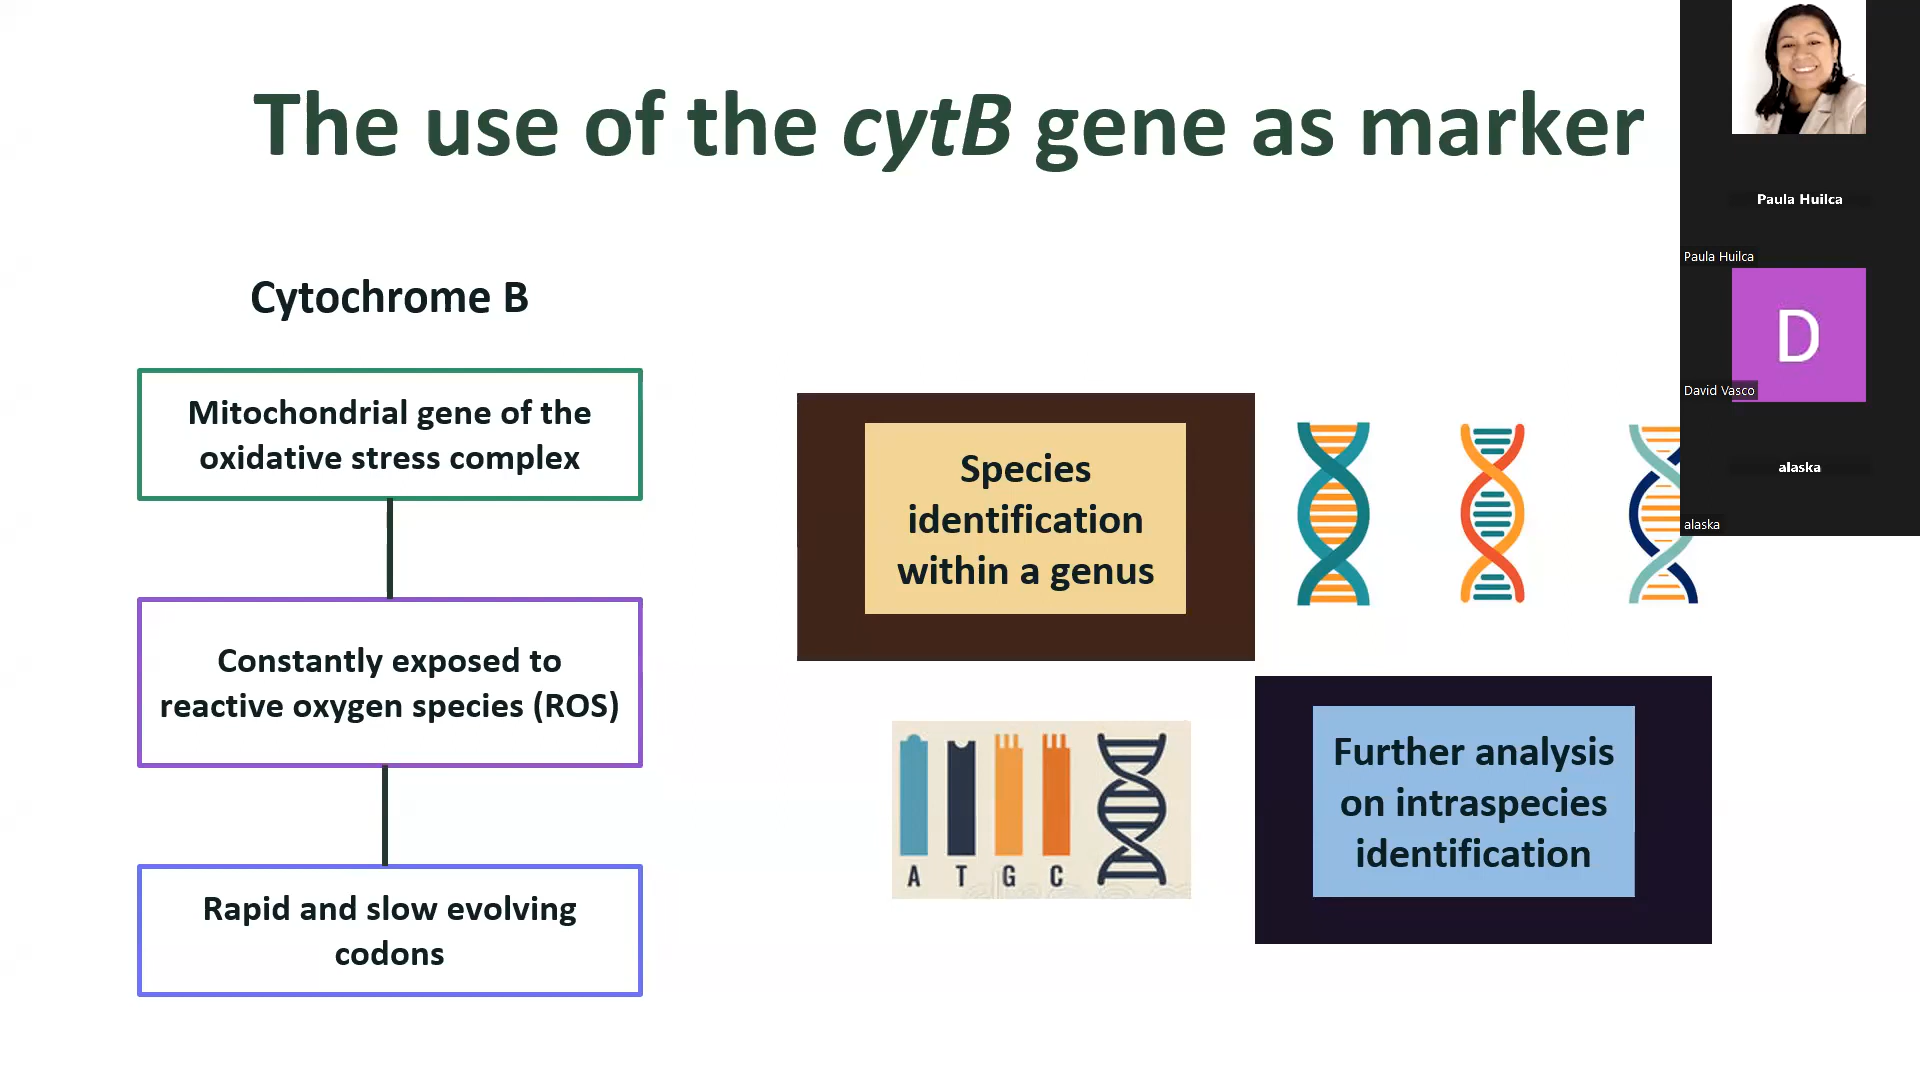 The use of the cytB gene as marker
Cytochrome B
Mitochondrial gene of the
oxidative stress complex
Constantly exposed to
reactive oxygen species (ROS)
Rapid and slow evolving
codons
Species
identification
within a genus
A T G C
Further analysis
on intraspecies
identification
Paula Huilca
Paula Huilca
D
David Vasco
alaska
alaska